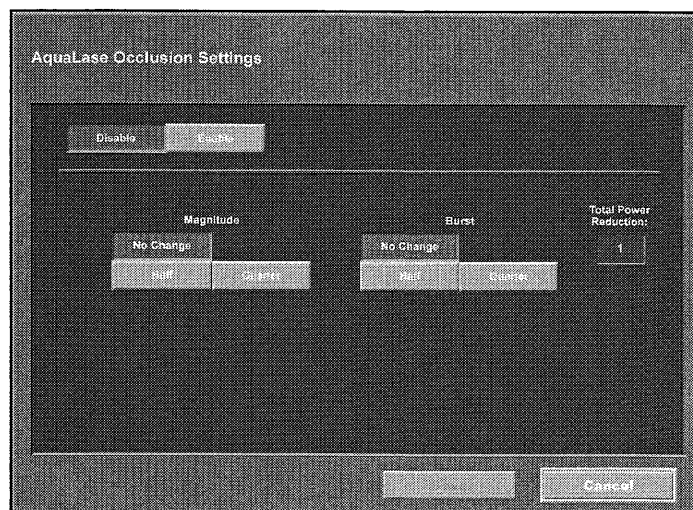 AquaLase Occlusion Settings
Disable Enable
Magnitude
No Change
Half Quarter
Burst
No Change
Half Quarter
Total Power
Reduction:
1
Cancel